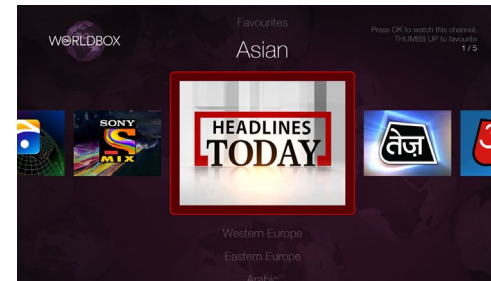 Favourites
WORLDBOX
Asian
Press OK to watch this channel,
THUMBS UP to favourite
1 / 5
SONY
S
MIX
HEADLINES
TODAY
तेज़
Western Europe
Eastern Europe
Arabic